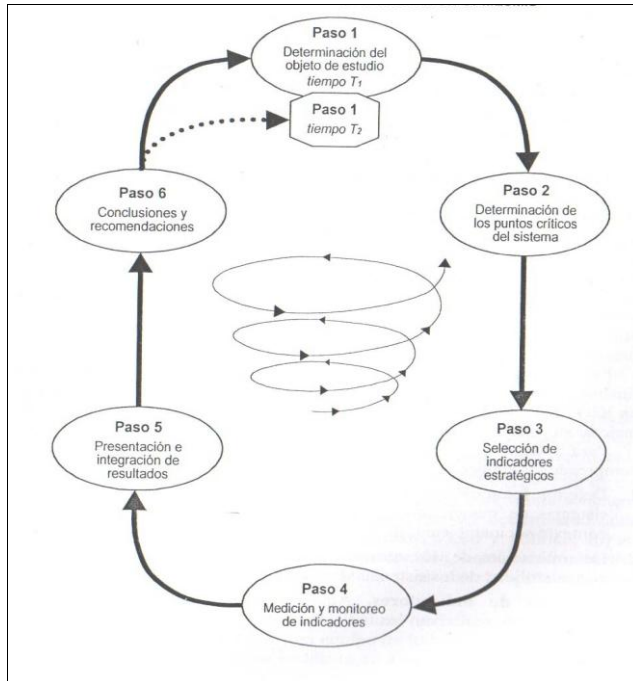 Paso 1
Determinación del
objeto de estudio
tiempo T₁
Paso 1
tiempo T₂
Paso 2
Determinación de
los puntos críticos
del sistema
Paso 3
Selección de
indicadores
estratégicos
Paso 4
Medición y monitoreo
de indicadores
Paso 5
Presentación e
integración de
resultados
Paso 6
Conclusiones y
recomendaciones